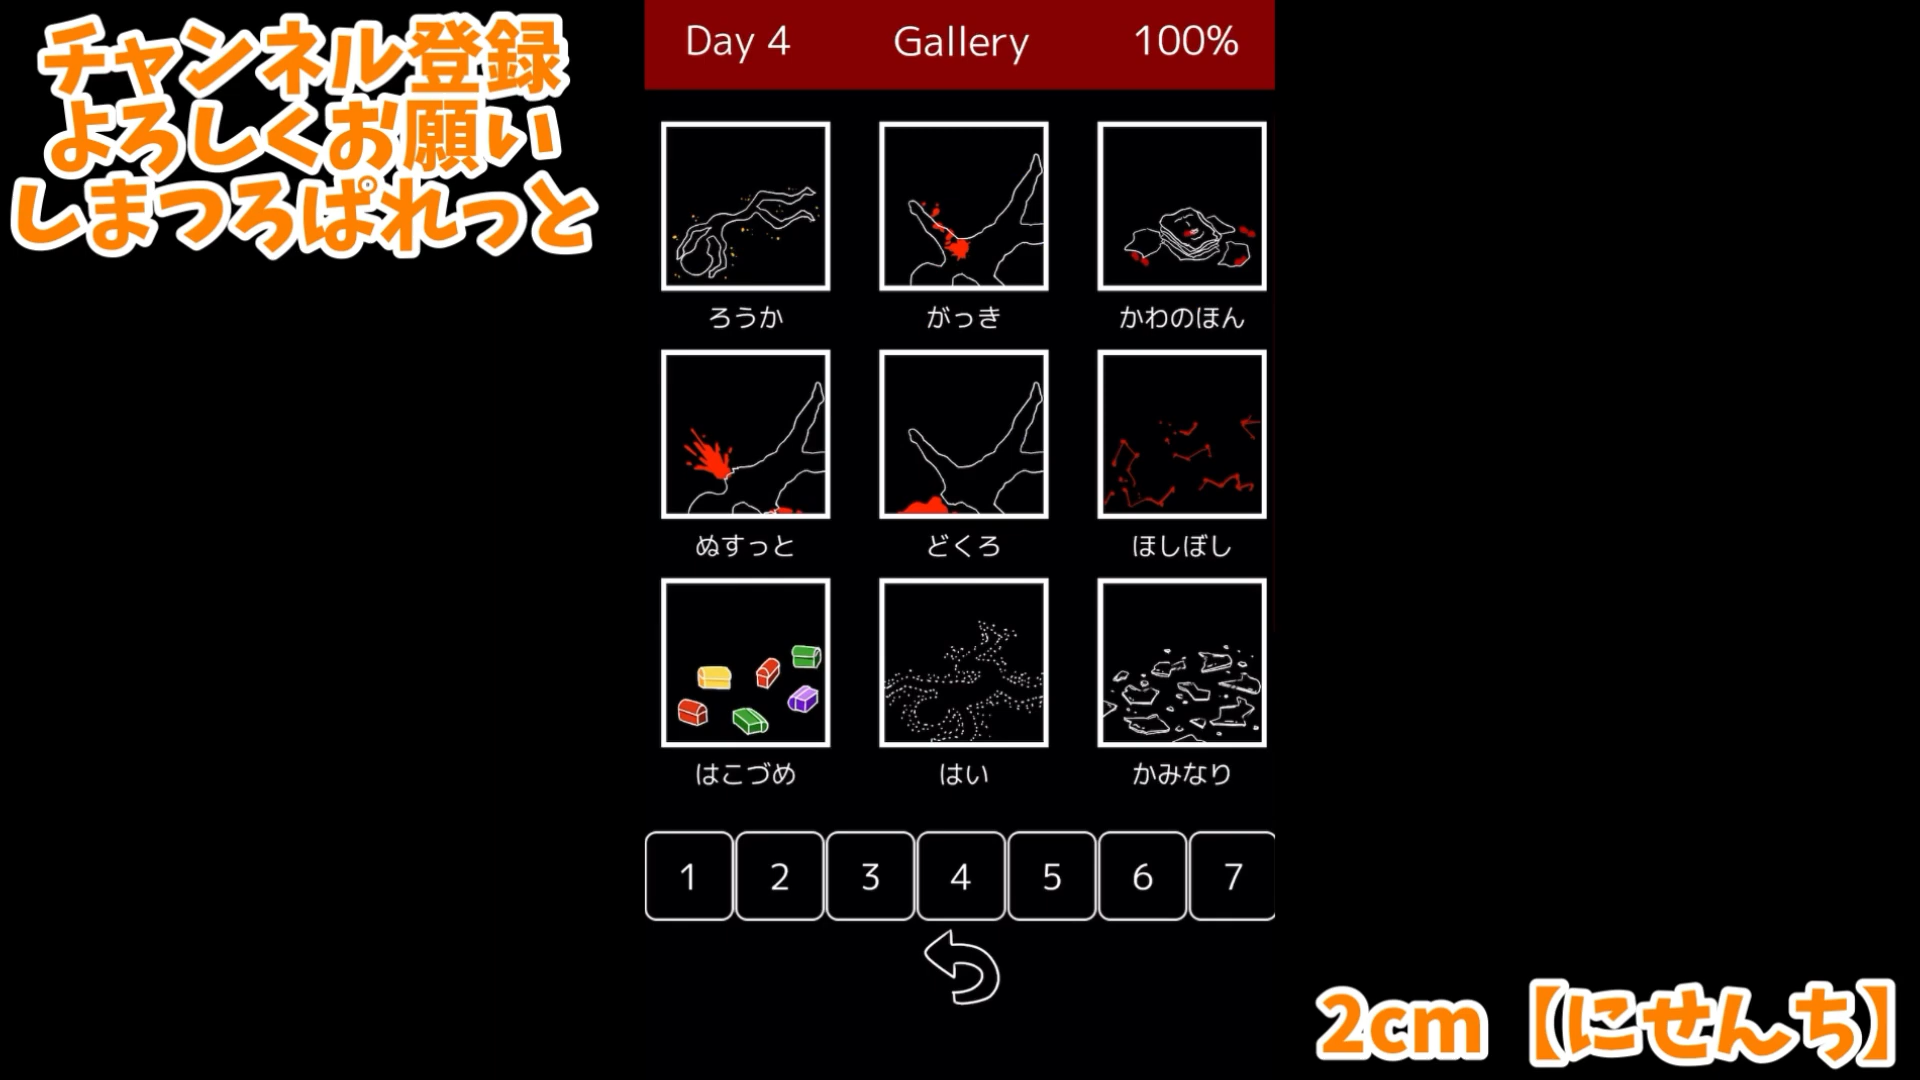 チャンネル登録
よろしくお願い
しまつろぱれっと
Day 4 Gallery 100%
ろうか がっき かわのほん
ぬすっと どくろ ほしぼし
はこづめ はい かみなり
1 2 3 4 5 6 7
2cm【にせんち】